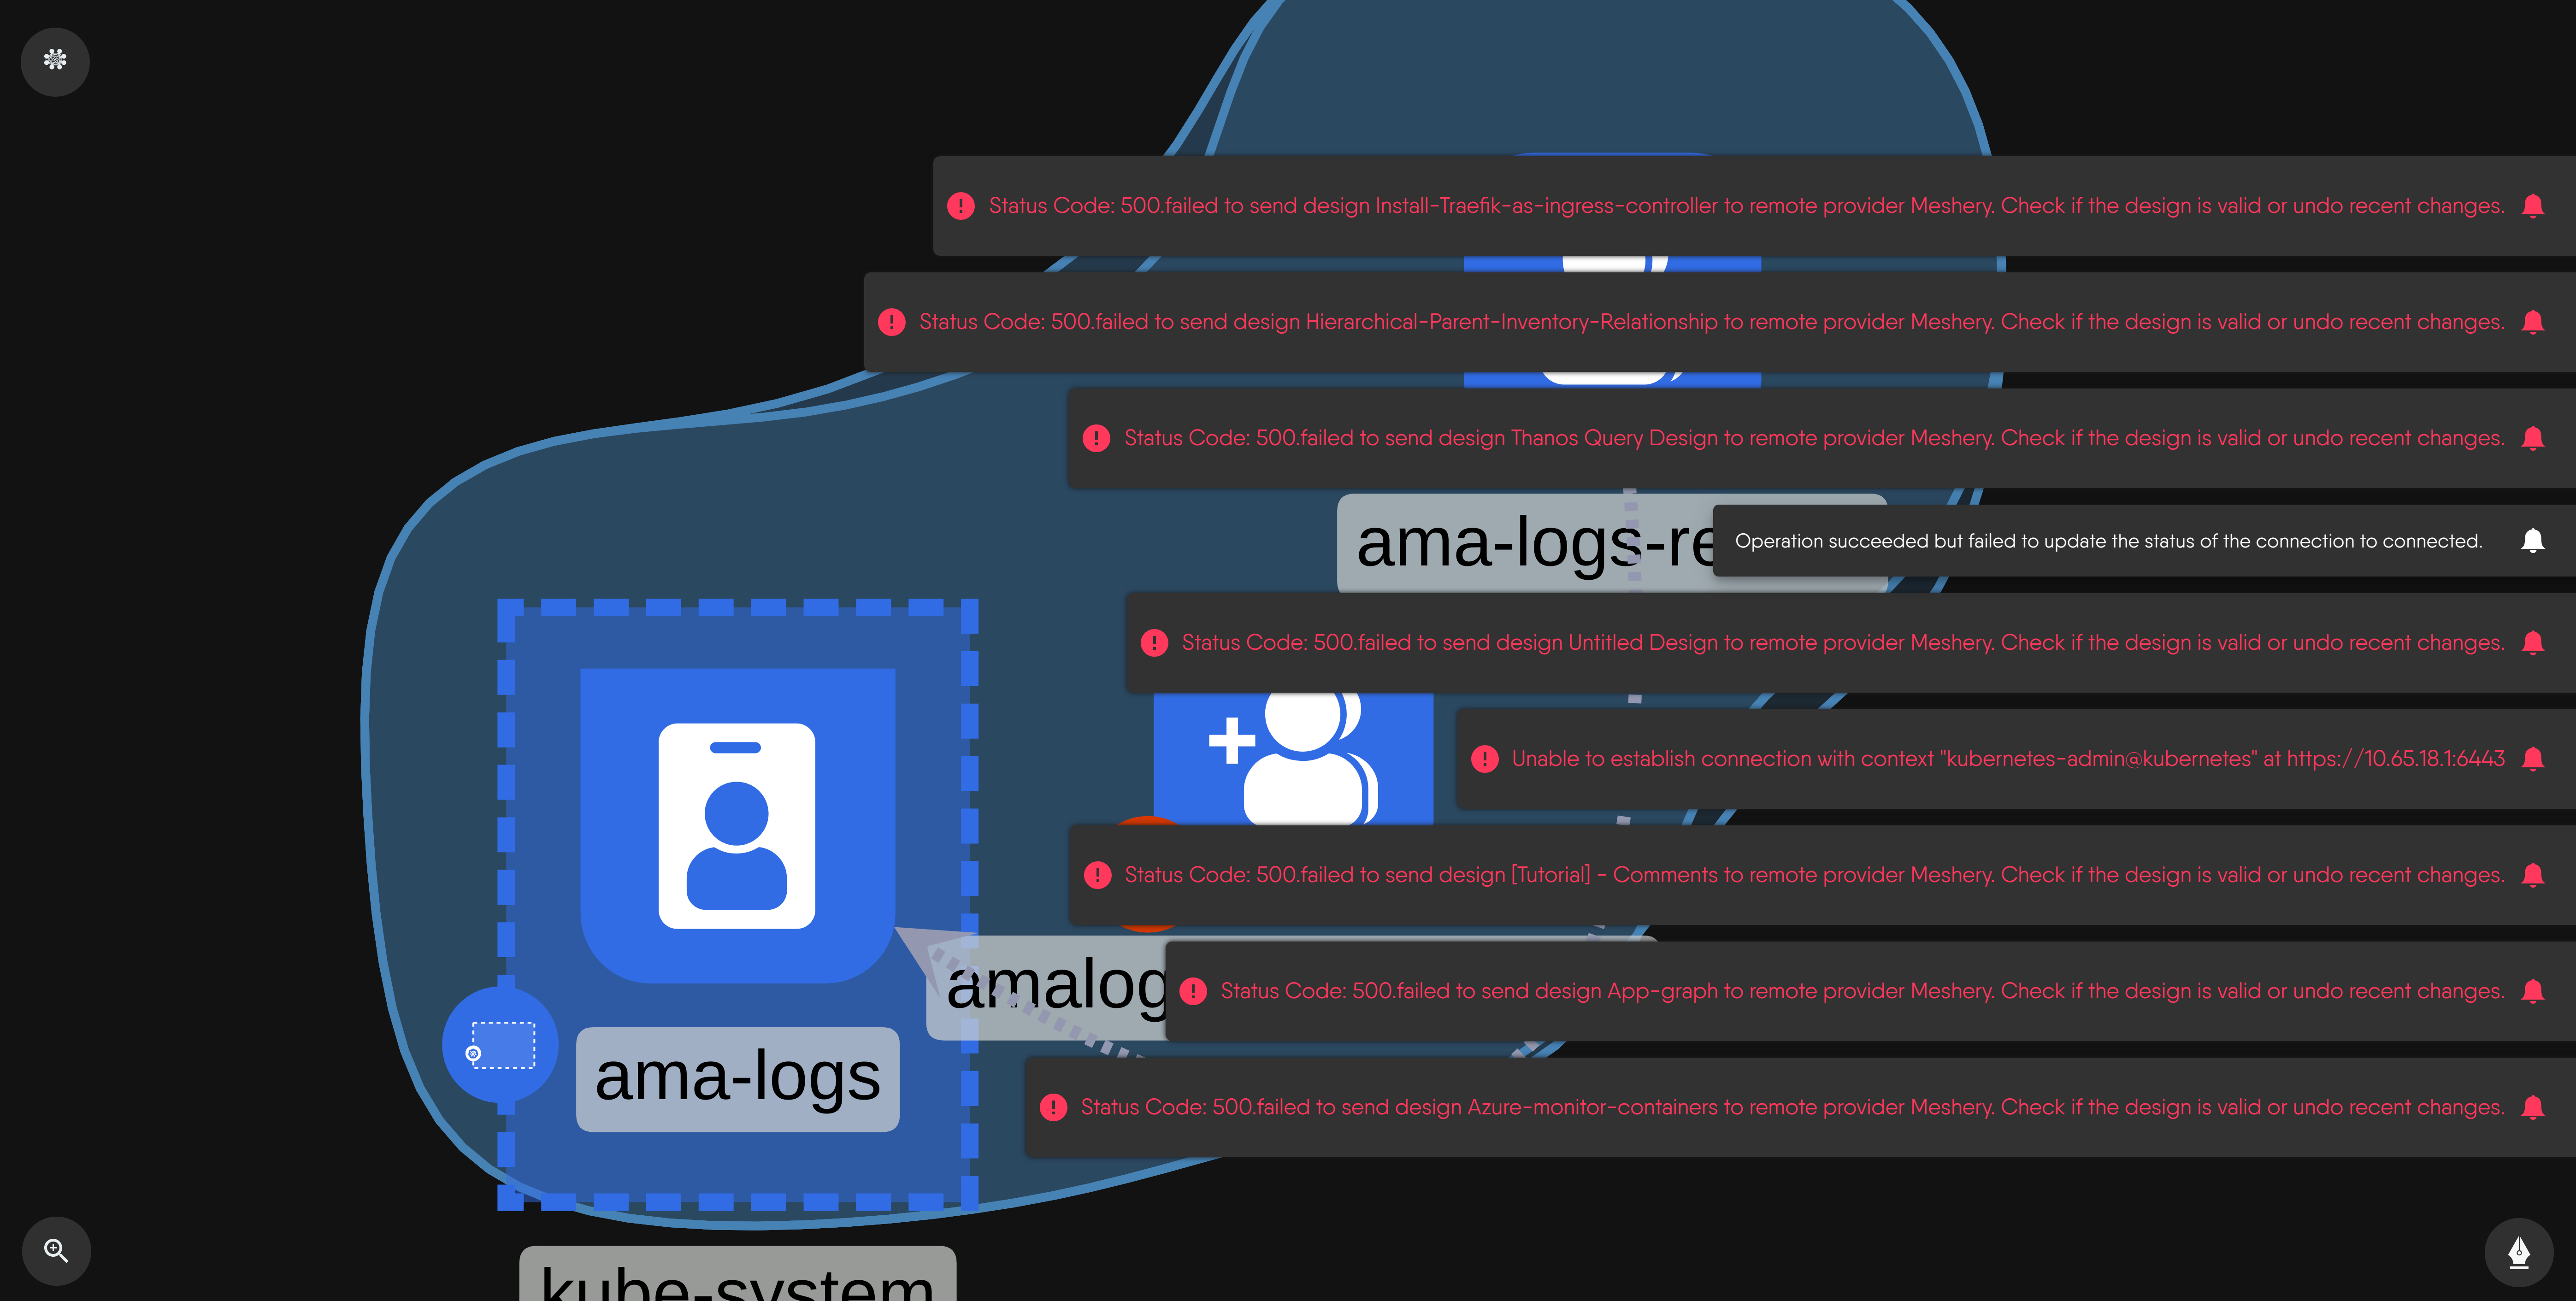 Status Code: 500.failed to send design Install-Traefik-as-ingress-controller to remote provider Meshery. Check if the design is valid or undo recent changes.
Status Code: 500.failed to send design Hierarchical-Parent-Inventory-Relationship to remote provider Meshery. Check if the design is valid or undo recent changes.
Status Code: 500.failed to send design Thanos Query Design to remote provider Meshery. Check if the design is valid or undo recent changes.
ama-logs-re
Operation succeeded but failed to update the status of the connection to connected.
Status Code: 500.failed to send design Untitled Design to remote provider Meshery. Check if the design is valid or undo recent changes.
Unable to establish connection with context "kubernetes-admin@kubernetes" at https://10.65.18.1:6443
Status Code: 500.failed to send design [Tutorial] - Comments to remote provider Meshery. Check if the design is valid or undo recent changes.
amalog
Status Code: 500.failed to send design App-graph to remote provider Meshery. Check if the design is valid or undo recent changes.
ama-logs
Status Code: 500.failed to send design Azure-monitor-containers to remote provider Meshery. Check if the design is valid or undo recent changes.
kube-system